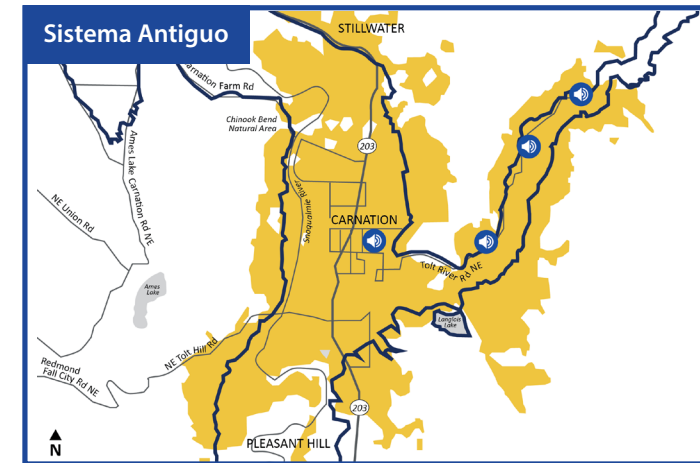 Sistema Antiguo
STILLWATER
Carnation Farm Rd
Chinook Bend
Natural Area
203
Ames Lake Carnation Rd NE
NE Union Rd
Snoqualmie River
CARNATION
Tolt River Rd NE
Ames
Lake
Langlois
Lake
NE Tolt Hill Rd
Redmond
Fall City Rd NE
203
PLEASANT HILL
N